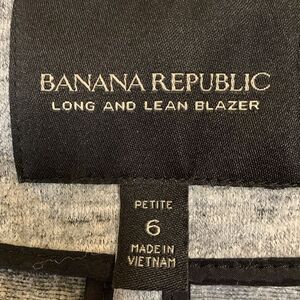 BANANA REPUBLIC
LONG AND LEAN BLAZER
PETITE
6
MADE IN
VIETNAM